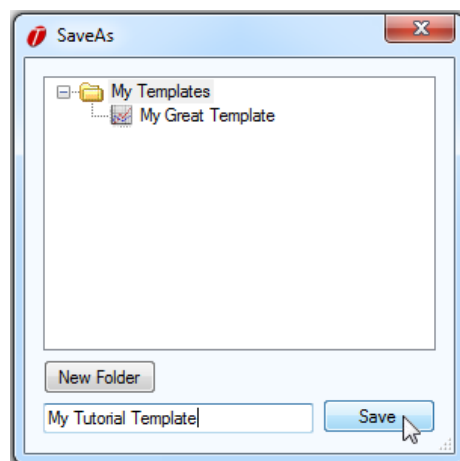 SaveAs
My Templates
My Great Template
New Folder
My Tutorial Template
Save